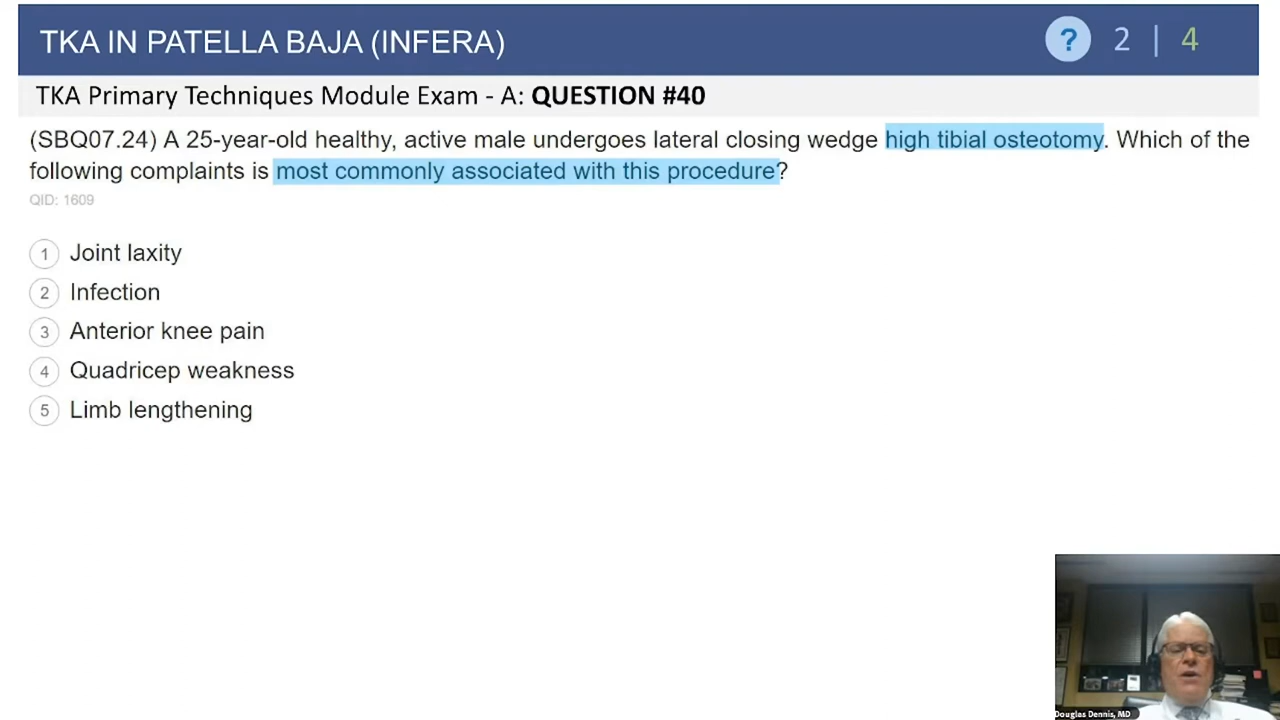 TKA IN PATELLA BAJA (INFERA)
? 2 | 4
TKA Primary Techniques Module Exam - A: QUESTION #40
(SBQ07.24) A 25-year-old healthy, active male undergoes lateral closing wedge high tibial osteotomy. Which of the
following complaints is most commonly associated with this procedure?
QID: 1609
1 Joint laxity
2 Infection
3 Anterior knee pain
4 Quadricep weakness
5 Limb lengthening
Douglas Dennis, MD